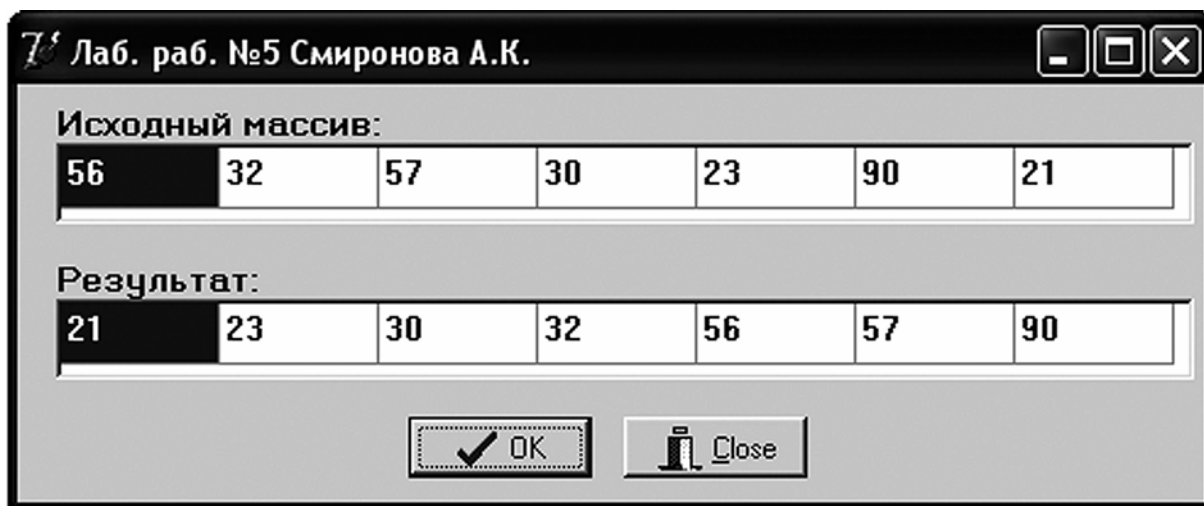 Лаб. раб. №5 Смиронова А.К.
Исходный массив:
56 32 57 30 23 90 21
Результат:
21 23 30 32 56 57 90
OK Close